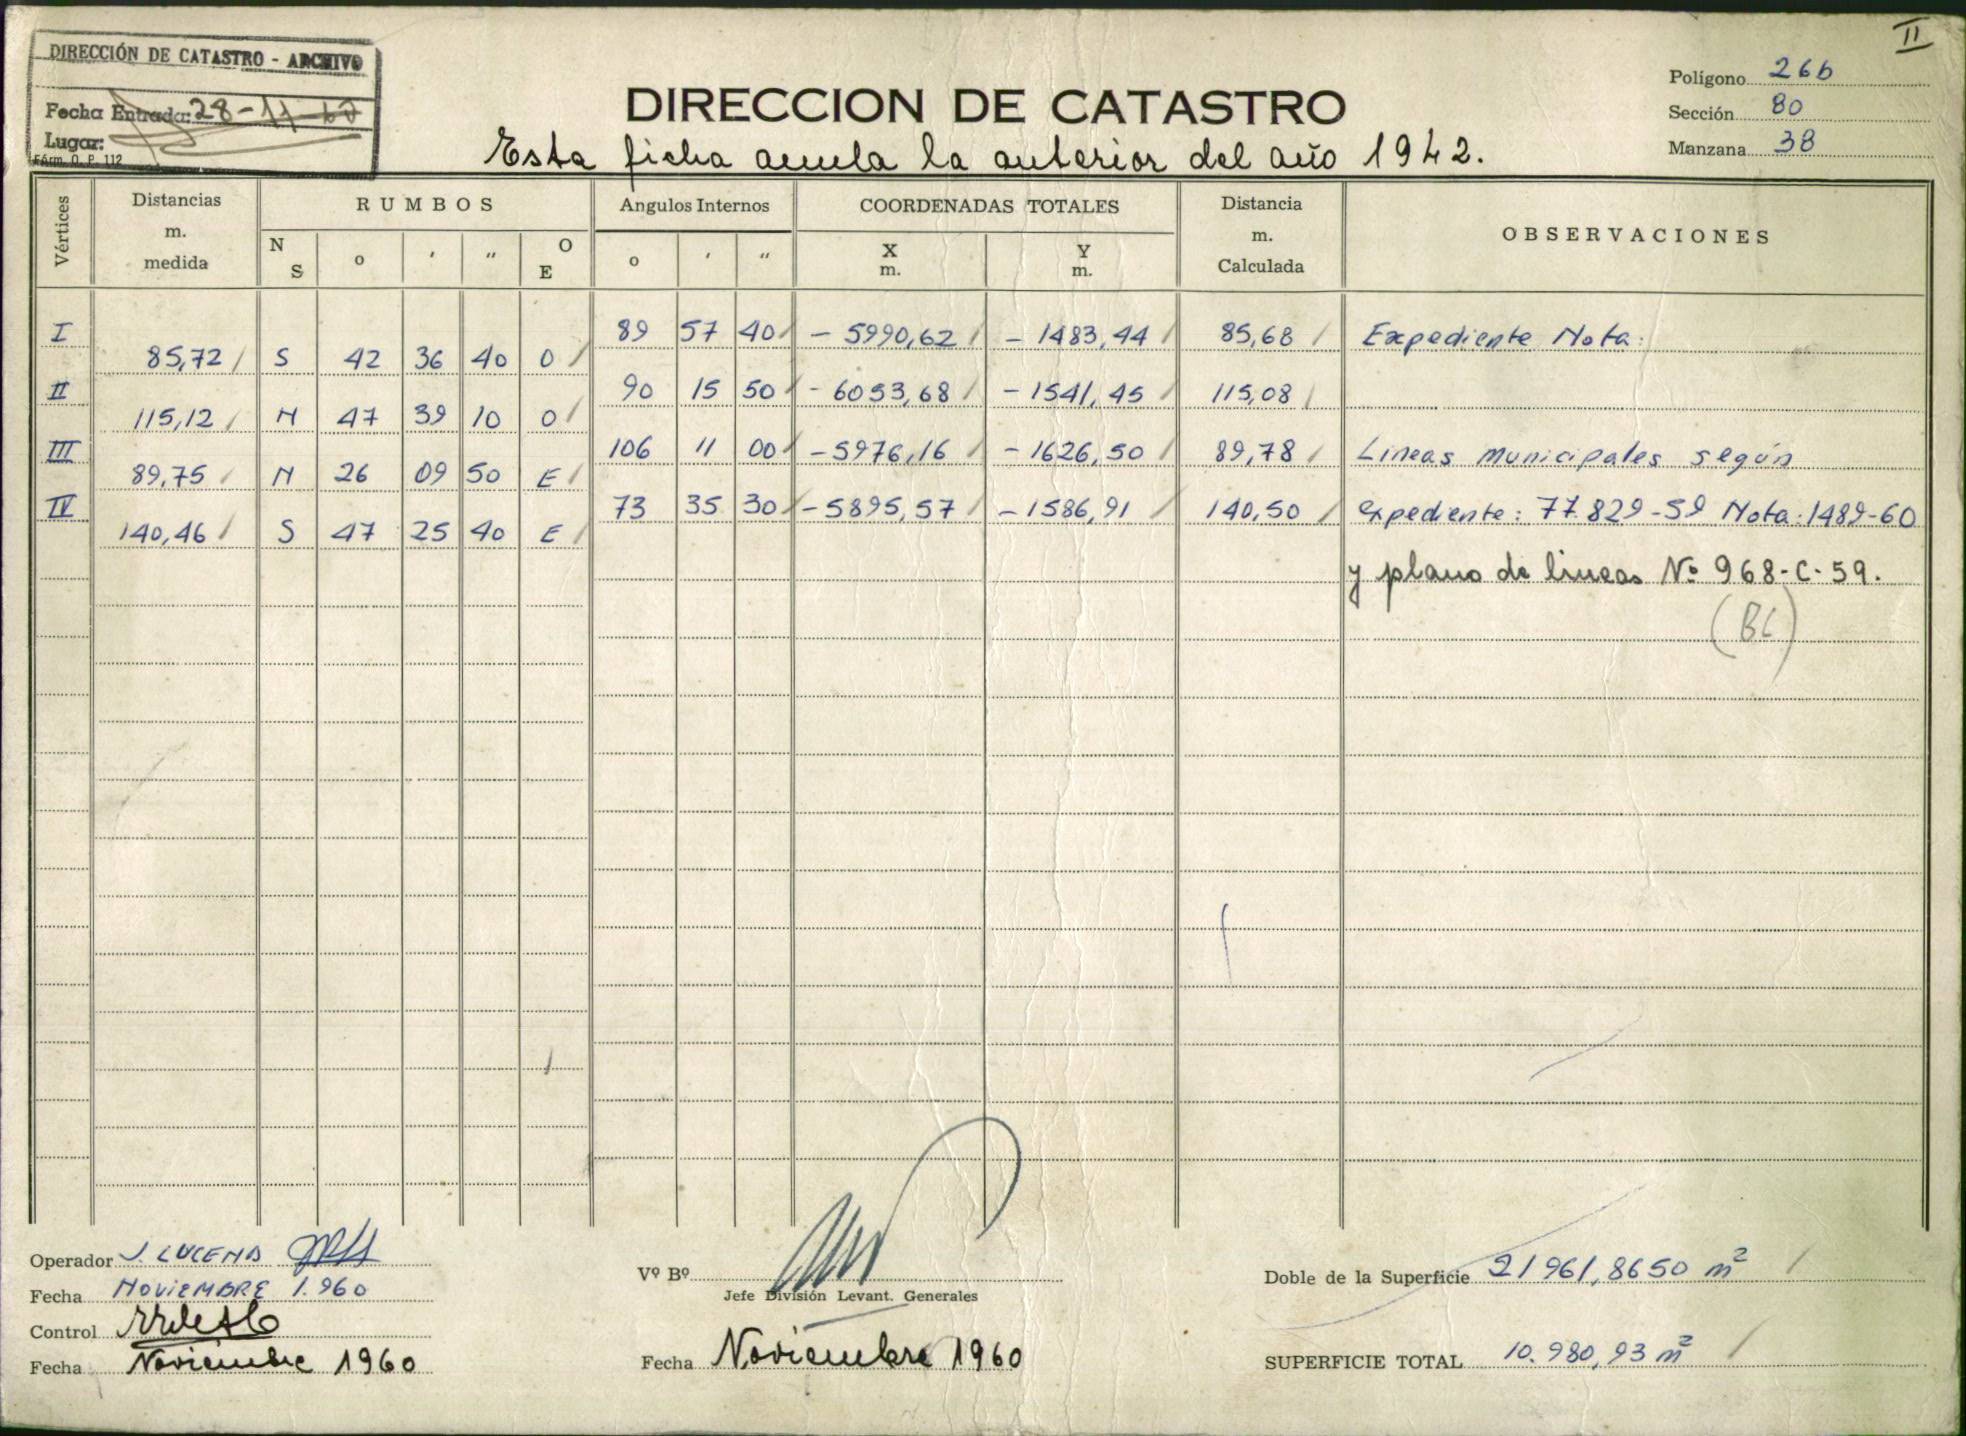 II
DIRECCIÓN DE CATASTRO - ARCHIVO
Fecha Entrada: 28-11-60
Lugar:
Fórm. O. P. 112
DIRECCION DE CATASTRO
Esta ficha anula la anterior del año 1942.
Polígono 26b
Sección 80
Manzana 38
Vértices Distancias m. medida RUMBOS N S o ' " O E Angulos Internos o ' " COORDENADAS TOTALES X m. Y m. Distancia m. Calculada OBSERVACIONES
I 89 57 40 - 5990,62 - 1483,44 85,68 Expediente Nota:
85,72 S 42 36 40 O
II 90 15 50 - 6053,68 - 1541,45 115,08
115,12 N 47 39 10 O
III 106 11 00 - 5976,16 - 1626,50 89,78 Lineas municipales según
89,75 N 26 09 50 E
IV 73 35 30 - 5895,57 - 1586,91 140,50 expediente: 77.829-59 Nota: 1489-60
140,46 S 47 25 40 E
y plano de lineas Nº 968-C-59.
(BC)
Operador J. LUCENA
Fecha NOVIEMBRE 1.960
Control
Fecha Noviembre 1960
Vº Bº
Jefe División Levant. Generales
Fecha Noviembre 1960
Doble de la Superficie 21961,8650 m²
SUPERFICIE TOTAL 10.980,93 m²